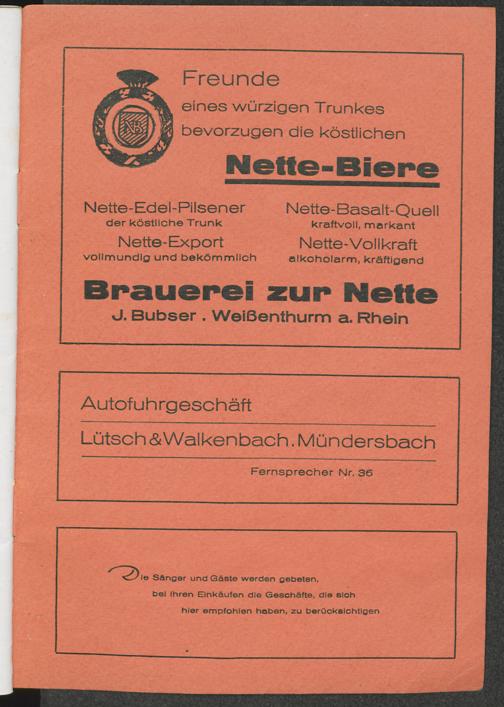 NB
Freunde
eines würzigen Trunkes
bevorzugen die köstlichen
Nette-Biere
Nette-Edel-Pilsener
der köstliche Trunk
Nette-Export
vollmundig und bekömmlich
Nette-Basalt-Quell
kraftvoll, markant
Nette-Vollkraft
alkoholarm, kräftigend
Brauerei zur Nette
J. Bubser . Weißenthurm a. Rhein
Autofuhrgeschäft
Lütsch & Walkenbach . Mündersbach
Fernsprecher Nr. 36
Die Sänger und Gäste werden gebeten,
bei ihren Einkäufen die Geschäfte, die sich
hier empfohlen haben, zu berücksichtigen